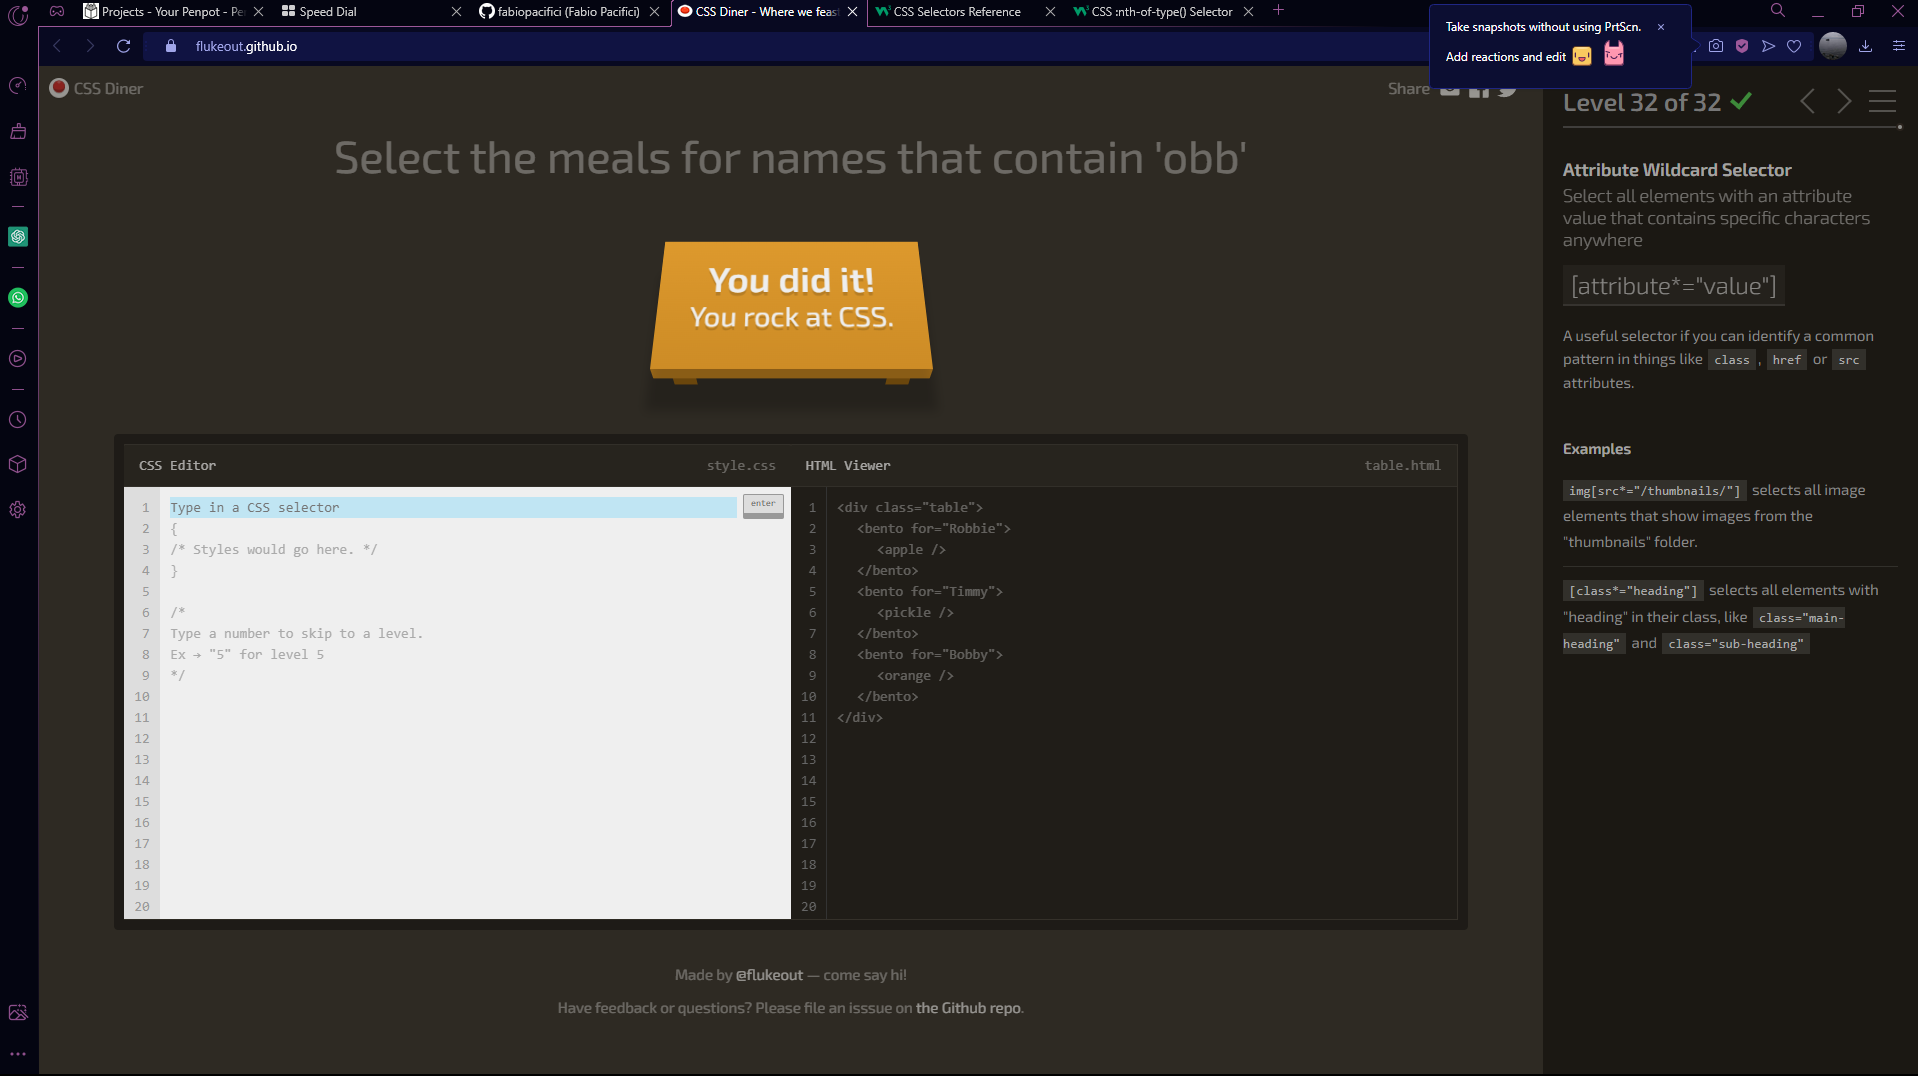 Projects - Your Penpot - Pe
Speed Dial
fabiopacifici (Fabio Pacifici)
CSS Diner - Where we feas
CSS Selectors Reference
CSS :nth-of-type() Selector
Take snapshots without using PrtScn.
Add reactions and edit
flukeout.github.io
CSS Diner
Share
Select the meals for names that contain 'obb'
You did it!
You rock at CSS.
CSS Editor
style.css
HTML Viewer
table.html
enter
1 Type in a CSS selector
2 {
3 /* Styles would go here. */
4 }
5
6 /*
7 Type a number to skip to a level.
8 Ex → "5" for level 5
9 */
10
11
12
13
14
15
16
17
18
19
20
1 <div class="table">
2 <bento for="Robbie">
3 <apple />
4 </bento>
5 <bento for="Timmy">
6 <pickle />
7 </bento>
8 <bento for="Bobby">
9 <orange />
10 </bento>
11 </div>
12
13
14
15
16
17
18
19
20
Made by @flukeout — come say hi!
Have feedback or questions? Please file an isssue on the Github repo.
Level 32 of 32
Attribute Wildcard Selector
Select all elements with an attribute
value that contains specific characters
anywhere
[attribute*="value"]
A useful selector if you can identify a common
pattern in things like class , href or src
attributes.
Examples
img[src*="/thumbnails/"] selects all image
elements that show images from the
"thumbnails" folder.
[class*="heading"] selects all elements with
"heading" in their class, like class="main-
heading" and class="sub-heading"